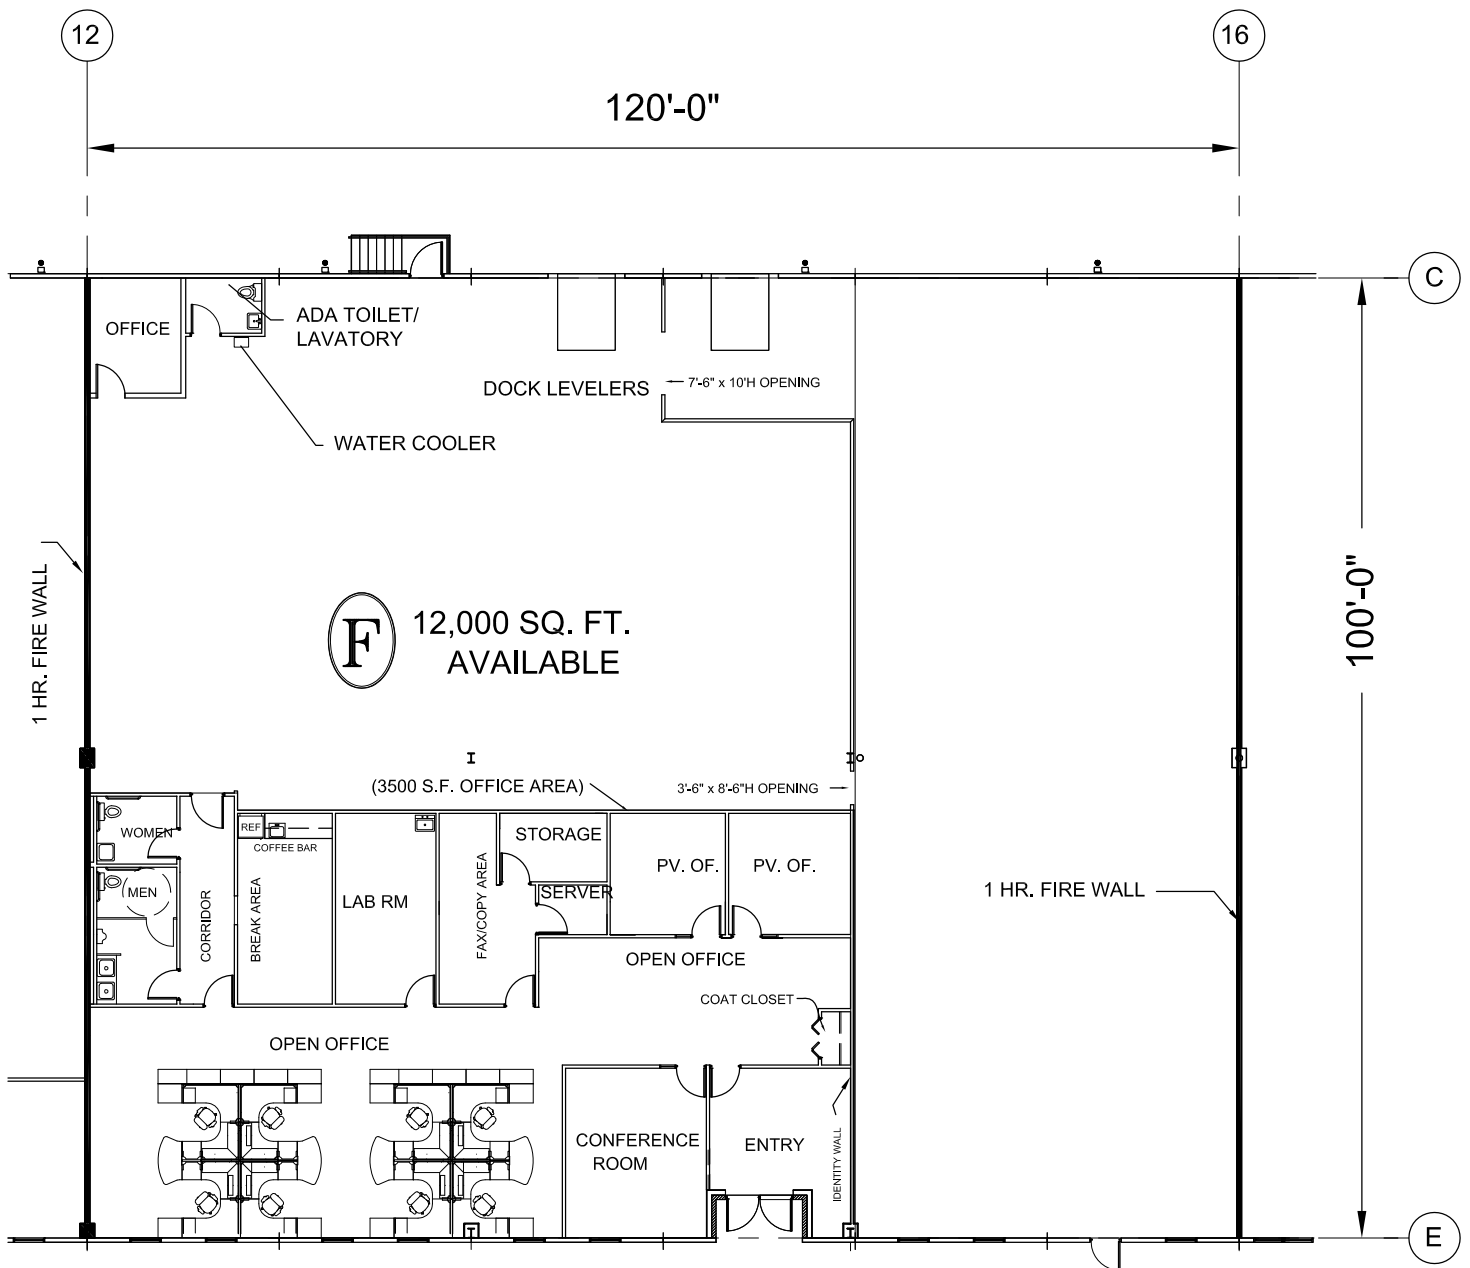 12
16
120'-0"
C
OFFICE
ADA TOILET/
LAVATORY
DOCK LEVELERS
7'-6" x 10'H OPENING
WATER COOLER
1 HR. FIRE WALL
F
12,000 SQ. FT.
AVAILABLE
100'-0"
(3500 S.F. OFFICE AREA)
3'-6" x 8'-6"H OPENING
WOMEN
REF
COFFEE BAR
STORAGE
PV. OF.
PV. OF.
MEN
LAB RM
SERVER
1 HR. FIRE WALL
CORRIDOR
BREAK AREA
FAX/COPY AREA
OPEN OFFICE
COAT CLOSET
OPEN OFFICE
CONFERENCE
ROOM
ENTRY
IDENTITY WALL
E